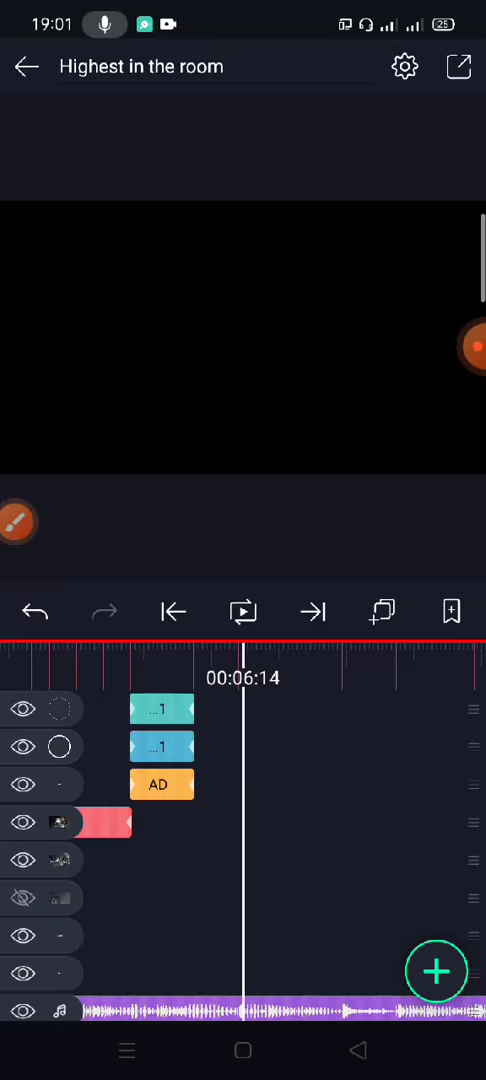 19:01
25
Highest in the room
00:06:14
...1
...1
AD